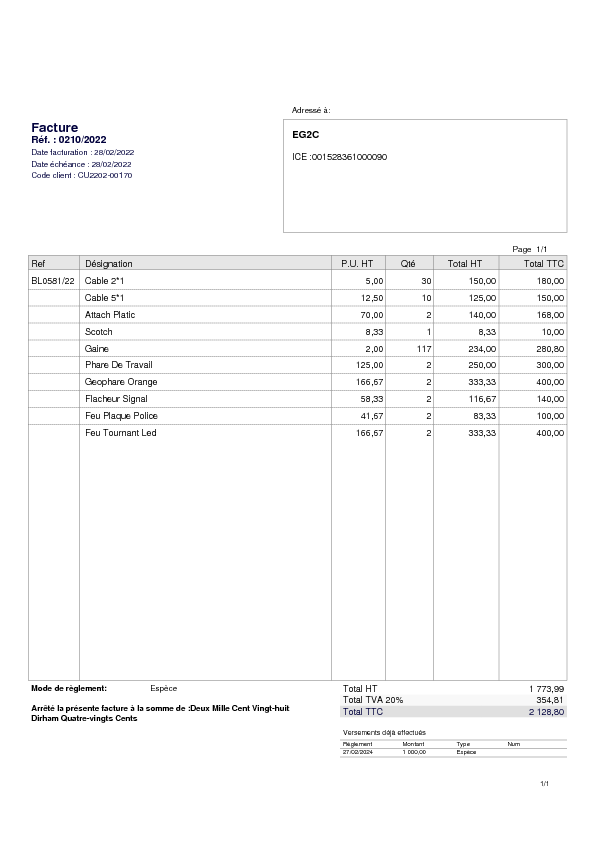 Adressé à:
Facture
Réf. : 0210/2022
Date facturation : 28/02/2022
Date échéance : 28/02/2022
Code client : CU2202-00170
EG2C
ICE :001528361000090
Page 1/1
Ref Désignation P.U. HT Qté Total HT Total TTC
BL0581/22 Cable 2*1 5,00 30 150,00 180,00
Cable 5*1 12,50 10 125,00 150,00
Attach Platic 70,00 2 140,00 168,00
Scotch 8,33 1 8,33 10,00
Gaine 2,00 117 234,00 280,80
Phare De Travail 125,00 2 250,00 300,00
Geophare Orange 166,67 2 333,33 400,00
Flacheur Signal 58,33 2 116,67 140,00
Feu Plaque Police 41,67 2 83,33 100,00
Feu Tournant Led 166,67 2 333,33 400,00
Mode de règlement: Espèce
Total HT 1 773,99
Total TVA 20% 354,81
Total TTC 2 128,80
Arrêté la présente facture à la somme de :Deux Mille Cent Vingt-huit
Dirham Quatre-vingts Cents
Versements déjà effectués
Règlement Montant Type Num
27/02/2024 1 000,00 Espèce
1/1